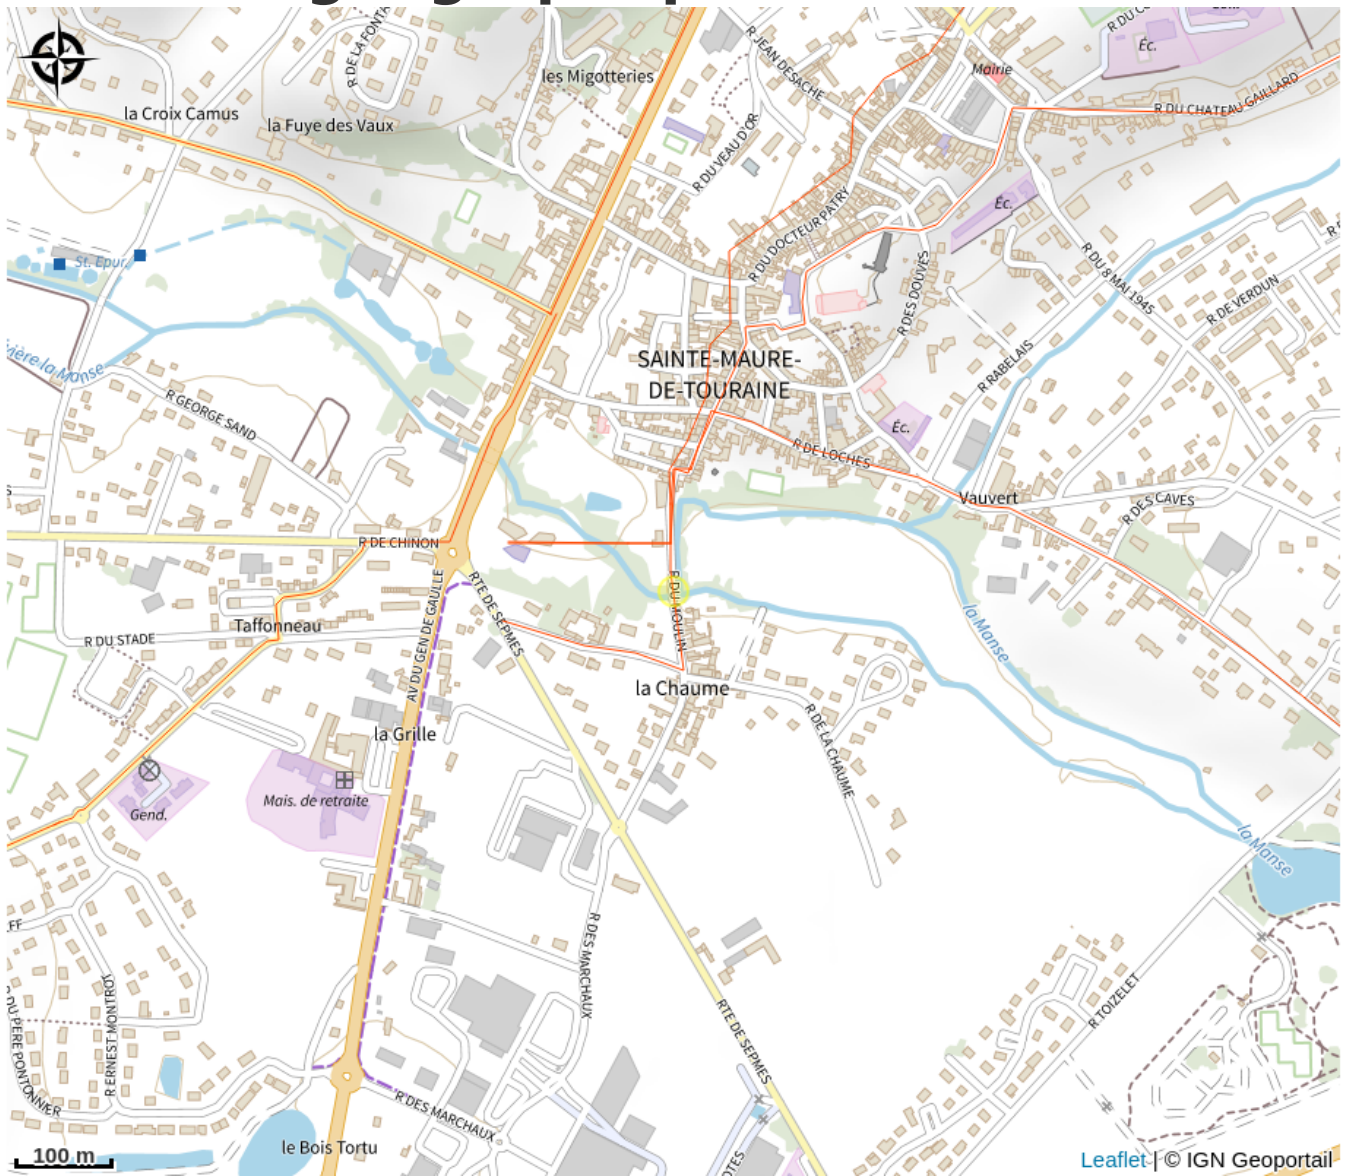 R DE LA FONT
R JEAN DESACHE
R DU CO
Éc.
les Migotteries
Mairie
R DU CHATEAU GAILLARD
la Croix Camus
la Fuye des Vaux
R DU VEAU D'OR
Éc.
R DU DOCTEUR PATRY
St. Epur.
R DES DOUVES
R DU 8 MAI 1945
R DE VERDUN
ière la Manse
SAINTE-MAURE-
DE-TOURAINE
R RABELAIS
R GEORGE SAND
Éc.
R DE LOCHES
Vauvert
R DES CAVES
R DE CHINON
AV DU GEN DE GAULLE
RTE DE SEPMES
R DU MOULIN
la Manse
Taffonneau
R DU STADE
la Chaume
R DE LA CHAUME
la Grille
Mais. de retraite
Gend.
la Manse
R DES MARCHAUX
R DU PERE PONTONNIER
R ERNEST MONTROT
RTE DE SEPMES
R TOIZELET
R DES MARCHAUX
le Bois Tortu
100 m
Leaflet | © IGN Geoportail